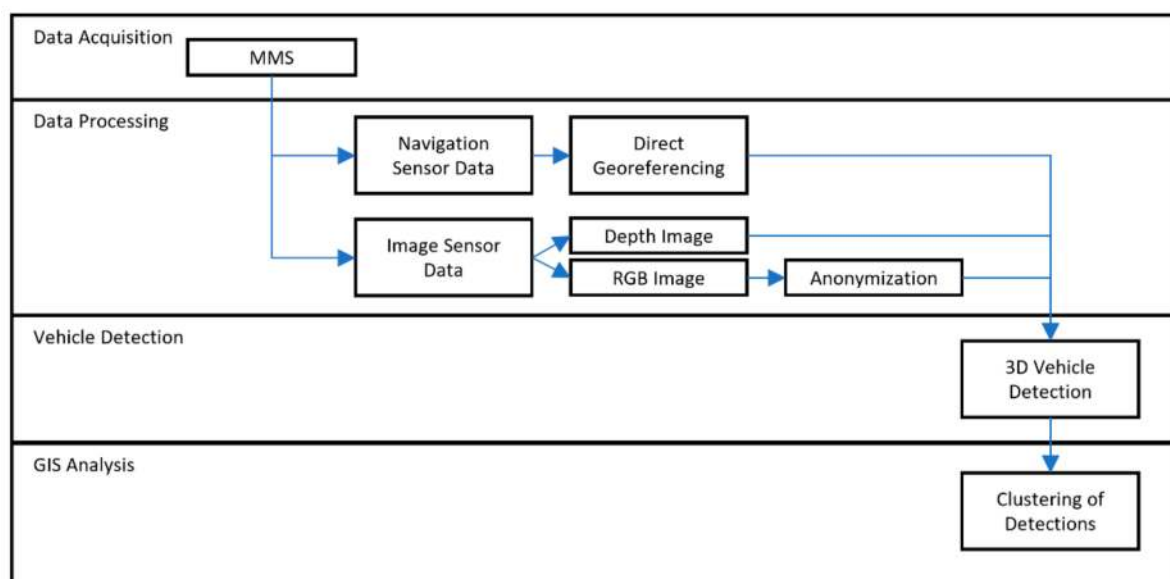 Data Acquisition
MMS
Data Processing
Navigation
Sensor Data
Direct
Georeferencing
Image Sensor
Data
Depth Image
RGB Image
Anonymization
Vehicle Detection
3D Vehicle
Detection
GIS Analysis
Clustering of
Detections